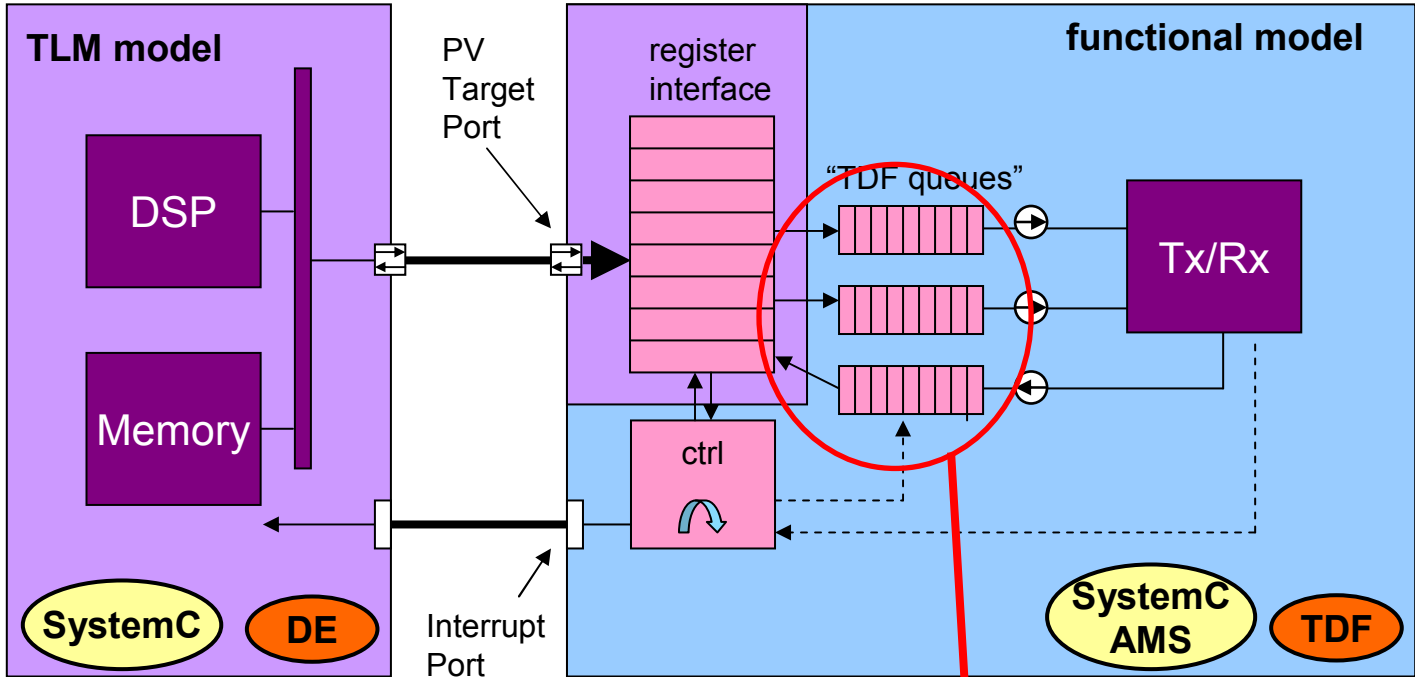 TLM model
DSP
Memory
SystemC
DE
PV
Target
Port
Interrupt
Port
register
interface
ctrl
functional model
“TDF queues”
Tx/Rx
SystemC
AMS
TDF